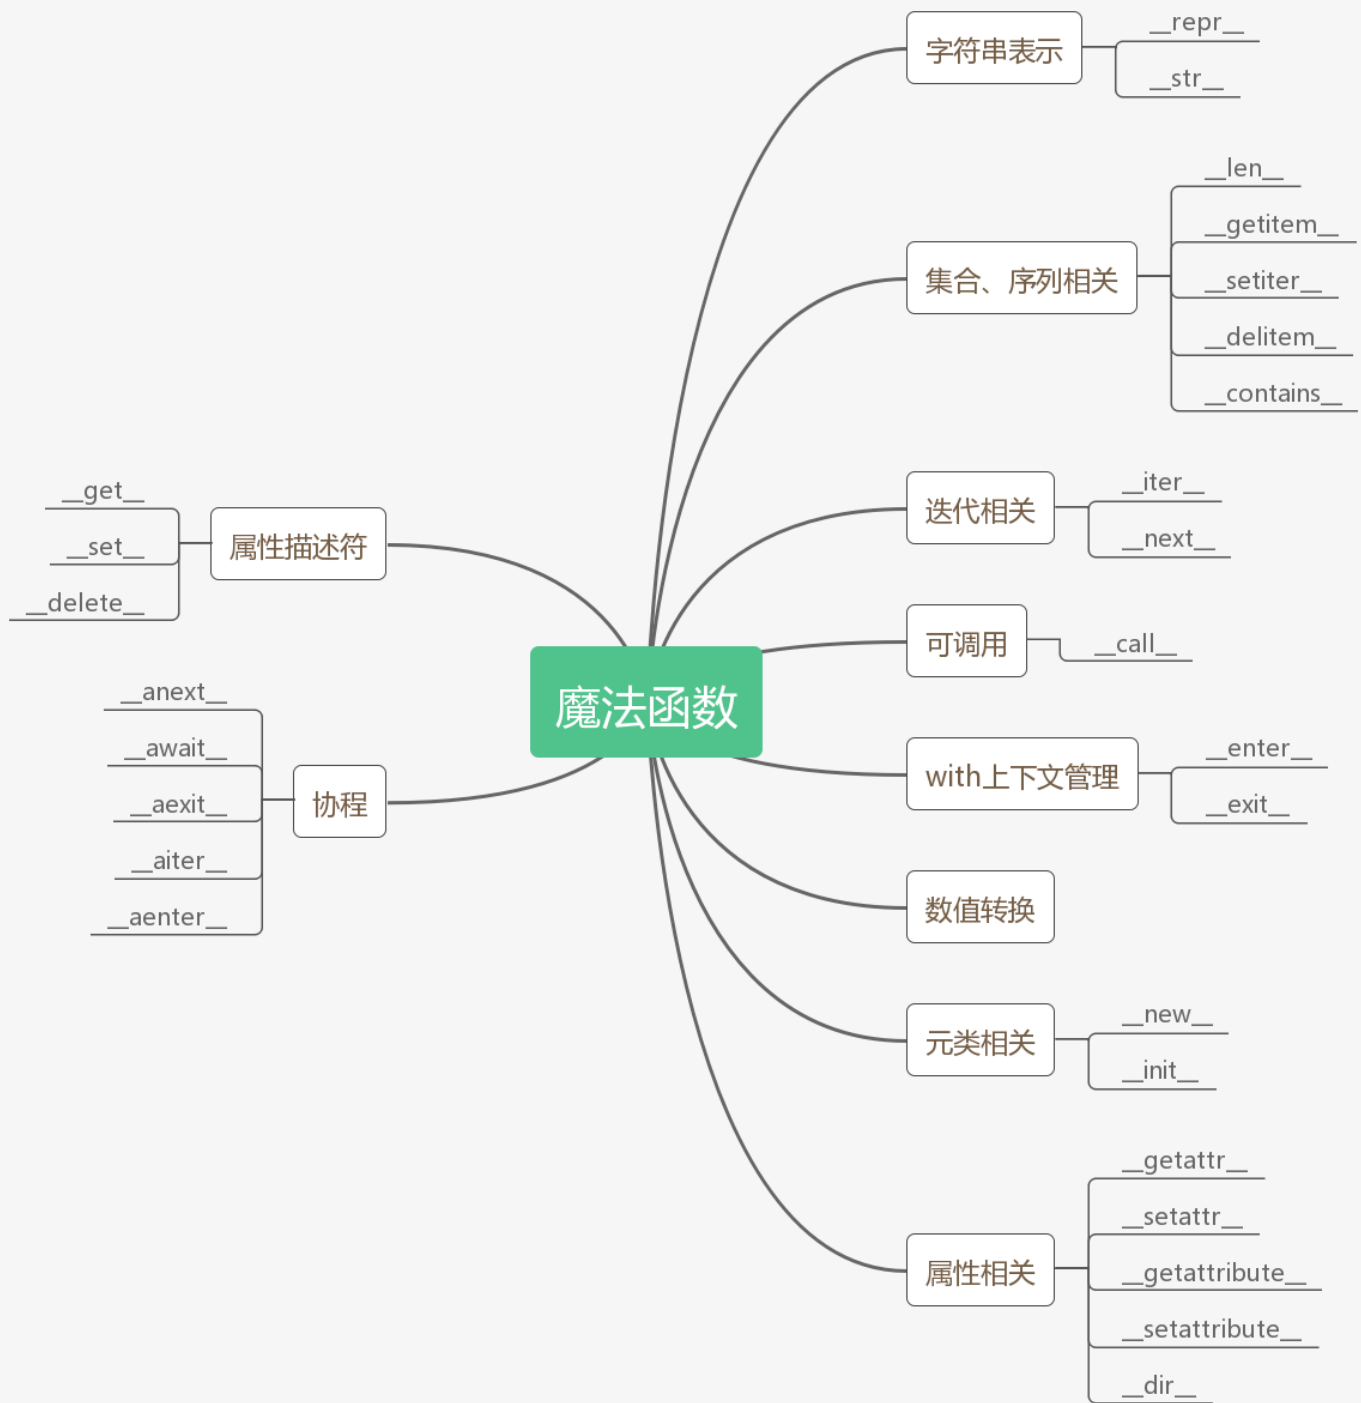 魔法函数
字符串表示
__repr__
__str__
集合、序列相关
__len__
__getitem__
__setiter__
__delitem__
__contains__
迭代相关
__iter__
__next__
可调用
__call__
with上下文管理
__enter__
__exit__
数值转换
元类相关
__new__
__init__
属性相关
__getattr__
__setattr__
__getattribute__
__setattribute__
__dir__
属性描述符
__get__
__set__
__delete__
协程
__anext__
__await__
__aexit__
__aiter__
__aenter__